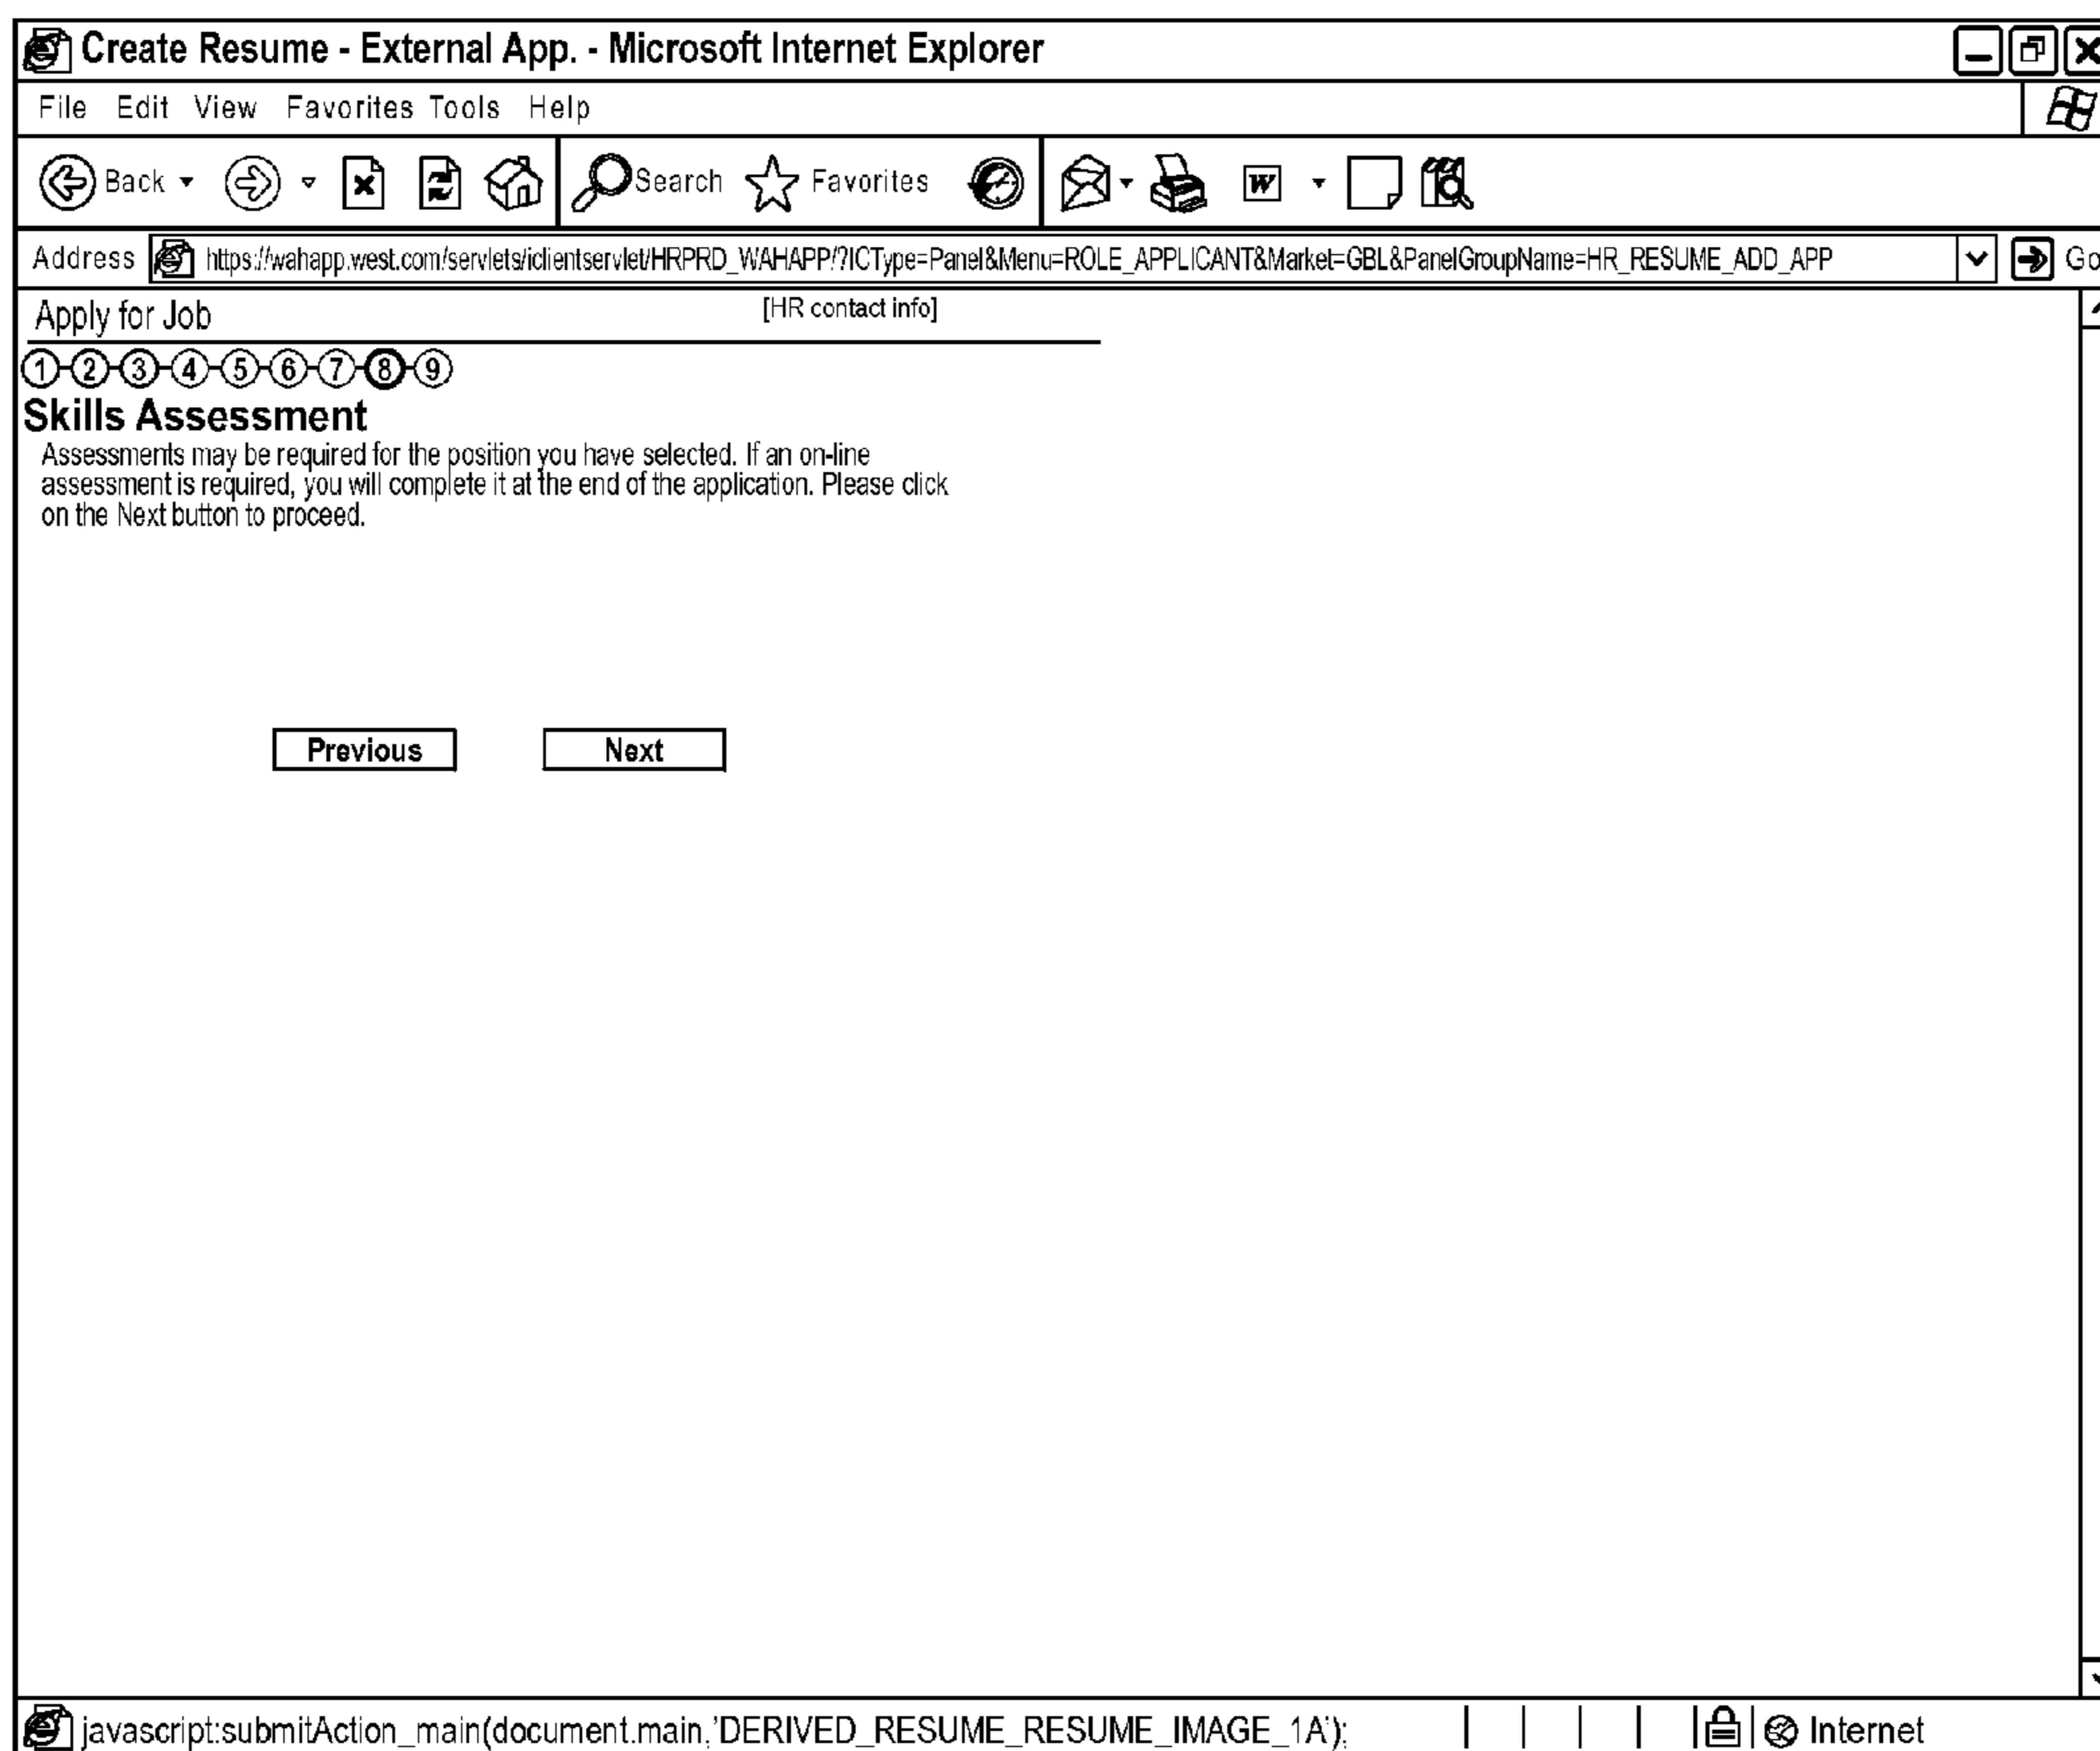 Create Resume - External App. - Microsoft Internet Explorer
File Edit View Favorites Tools Help
Back Search Favorites W
Address https://wahapp.west.com/servlets/iclientservlet/HRPRD_WAHAPP/?ICType=Panel&Menu=ROLE_APPLICANT&Market=GBL&PanelGroupName=HR_RESUME_ADD_APP Go
Apply for Job [HR contact info]
1 2 3 4 5 6 7 8 9
Skills Assessment
Assessments may be required for the position you have selected. If an on-line
assessment is required, you will complete it at the end of the application. Please click
on the Next button to proceed.
Previous Next
javascript:submitAction_main(document.main,'DERIVED_RESUME_RESUME_IMAGE_1A'); Internet